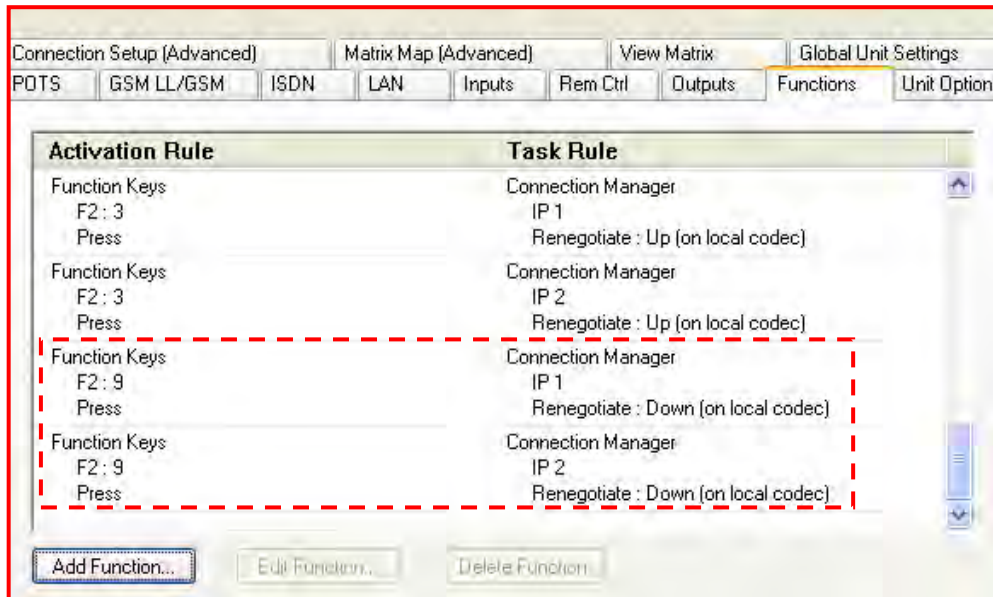 Connection Setup (Advanced) Matrix Map (Advanced) View Matrix Global Unit Settings
POTS GSM LL/GSM ISDN LAN Inputs Rem Ctrl Outputs Functions Unit Option
Activation Rule Task Rule
Function Keys Connection Manager
F2 : 3 IP 1
Press Renegotiate : Up (on local codec)
Function Keys Connection Manager
F2 : 3 IP 2
Press Renegotiate : Up (on local codec)
Function Keys Connection Manager
F2 : 9 IP 1
Press Renegotiate : Down (on local codec)
Function Keys Connection Manager
F2 : 9 IP 2
Press Renegotiate : Down (on local codec)
Add Function... Edit Function... Delete Function